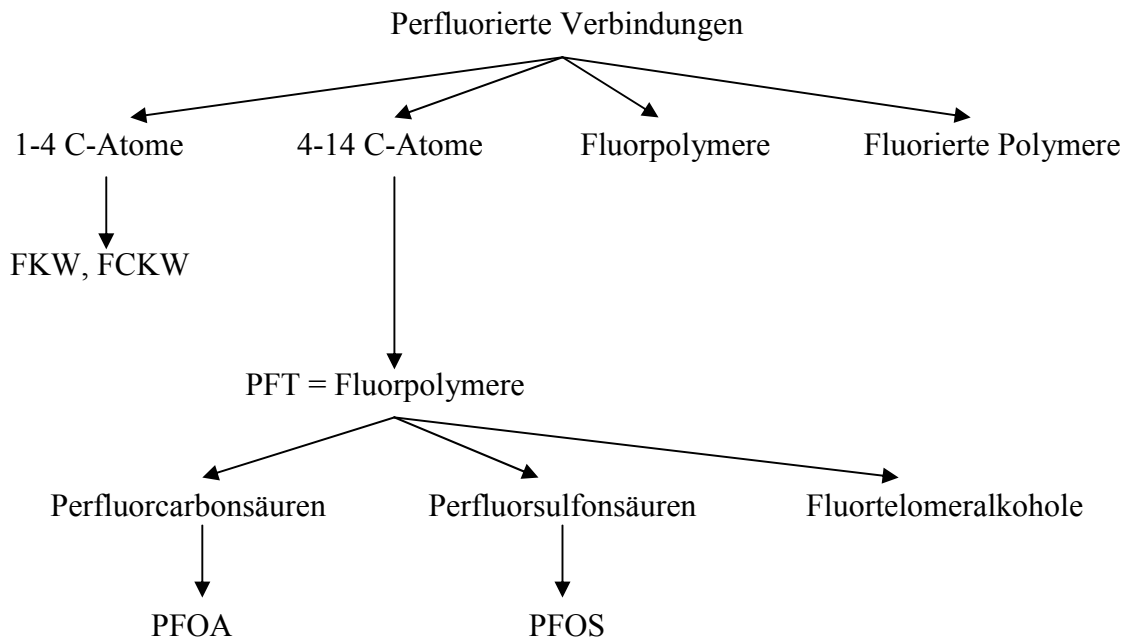 Perfluorierte Verbindungen
1-4 C-Atome 4-14 C-Atome Fluorpolymere Fluorierte Polymere
FKW, FCKW
PFT = Fluorpolymere
Perfluorcarbonsäuren Perfluorsulfonsäuren Fluortelomeralkohole
PFOA PFOS